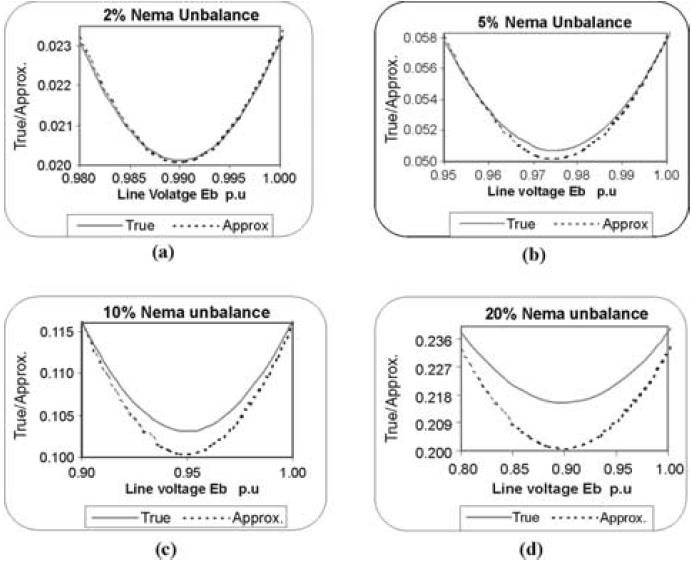 2% Nema Unbalance
True/Approx.
0.023
0.022
0.021
0.020
0.980 0.985 0.990 0.995 1.000
Line Volatge Eb p.u
True Approx
(a)
5% Nema Unbalance
True/Approx.
0.058
0.056
0.054
0.052
0.050
0.95 0.96 0.97 0.98 0.99 1.00
Line voltage Eb p.u
True Approx
(b)
10% Nema unbalance
True/Approx.
0.115
0.110
0.105
0.100
0.90 0.95 1.00
Line voltage Eb p.u
True Approx.
(c)
20% Nema unbalance
True/Approx.
0.236
0.227
0.218
0.209
0.200
0.80 0.85 0.90 0.95 1.00
Line voltage Eb p.u
True Approx.
(d)